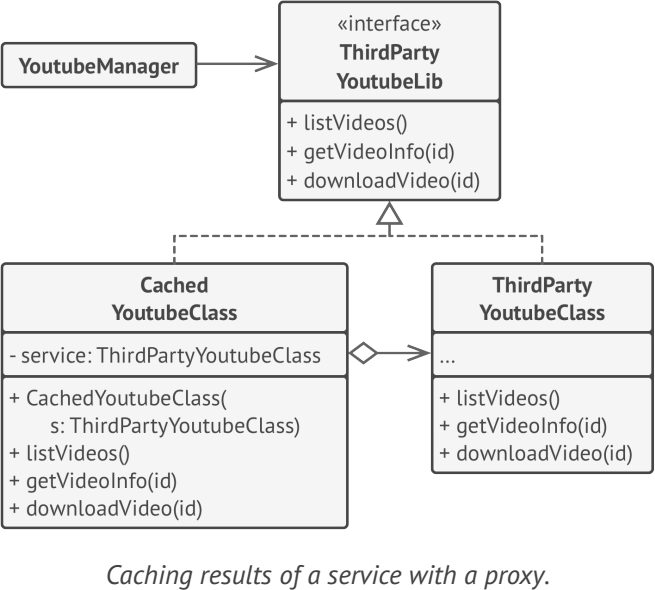 YoutubeManager
«interface»
ThirdParty
YoutubeLib
+ listVideos()
+ getVideoInfo(id)
+ downloadVideo(id)
Cached
YoutubeClass
- service: ThirdPartyYoutubeClass
+ CachedYoutubeClass(
s: ThirdPartyYoutubeClass)
+ listVideos()
+ getVideoInfo(id)
+ downloadVideo(id)
ThirdParty
YoutubeClass
...
+ listVideos()
+ getVideoInfo(id)
+ downloadVideo(id)
Caching results of a service with a proxy.